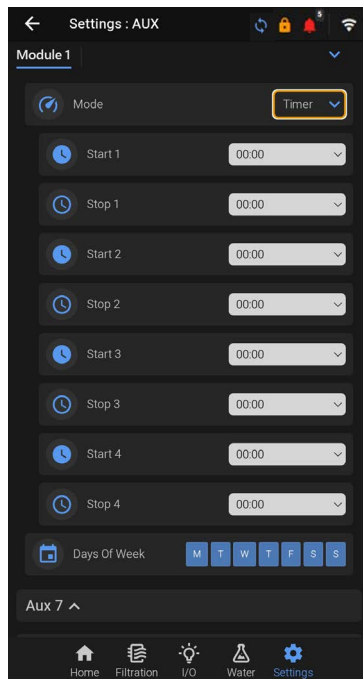 Settings : AUX
5
Module 1
Mode
Timer
Start 1
00:00
Stop 1
00:00
Start 2
00:00
Stop 2
00:00
Start 3
00:00
Stop 3
00:00
Start 4
00:00
Stop 4
00:00
Days Of Week
M T W T F S S
Aux 7
Home Filtration I/O Water Settings